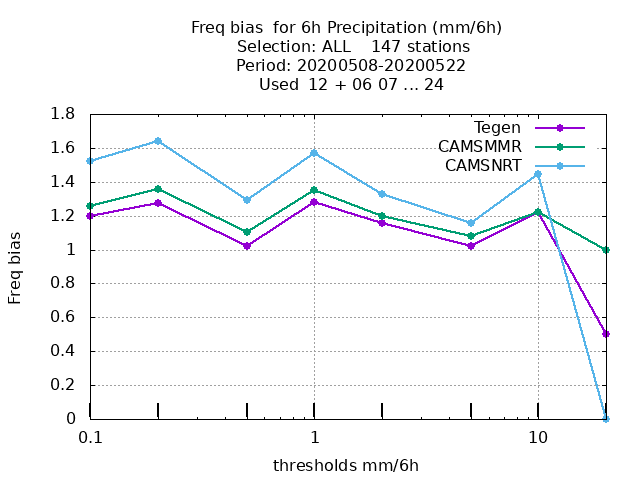 Freq bias  for 6h Precipitation (mm/6h)
Selection: ALL    147 stations
Period: 20200508-20200522
Used  12 + 06 07 ... 24
Tegen
CAMSMMR
CAMSNRT
1.8
1.6
1.4
1.2
1
0.8
0.6
0.4
0.2
0
Freq bias
0.1 1 10
thresholds mm/6h